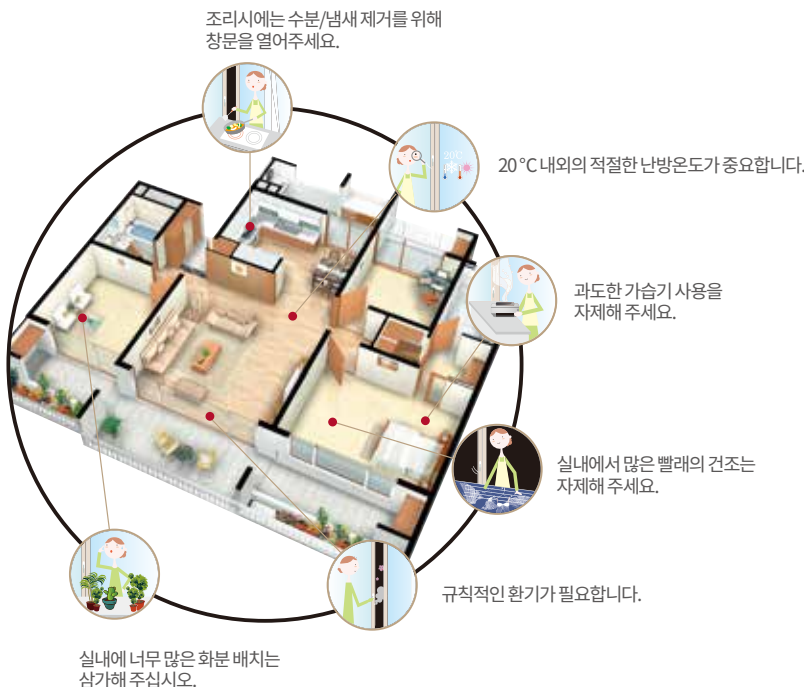 조리시에는 수분/냄새 제거를 위해
창문을 열어주세요.
20℃
20 °C 내외의 적절한 난방온도가 중요합니다.
과도한 가습기 사용을
자제해 주세요.
실내에서 많은 빨래의 건조는
자제해 주세요.
규칙적인 환기가 필요합니다.
실내에 너무 많은 화분 배치는
삼가해 주십시오.